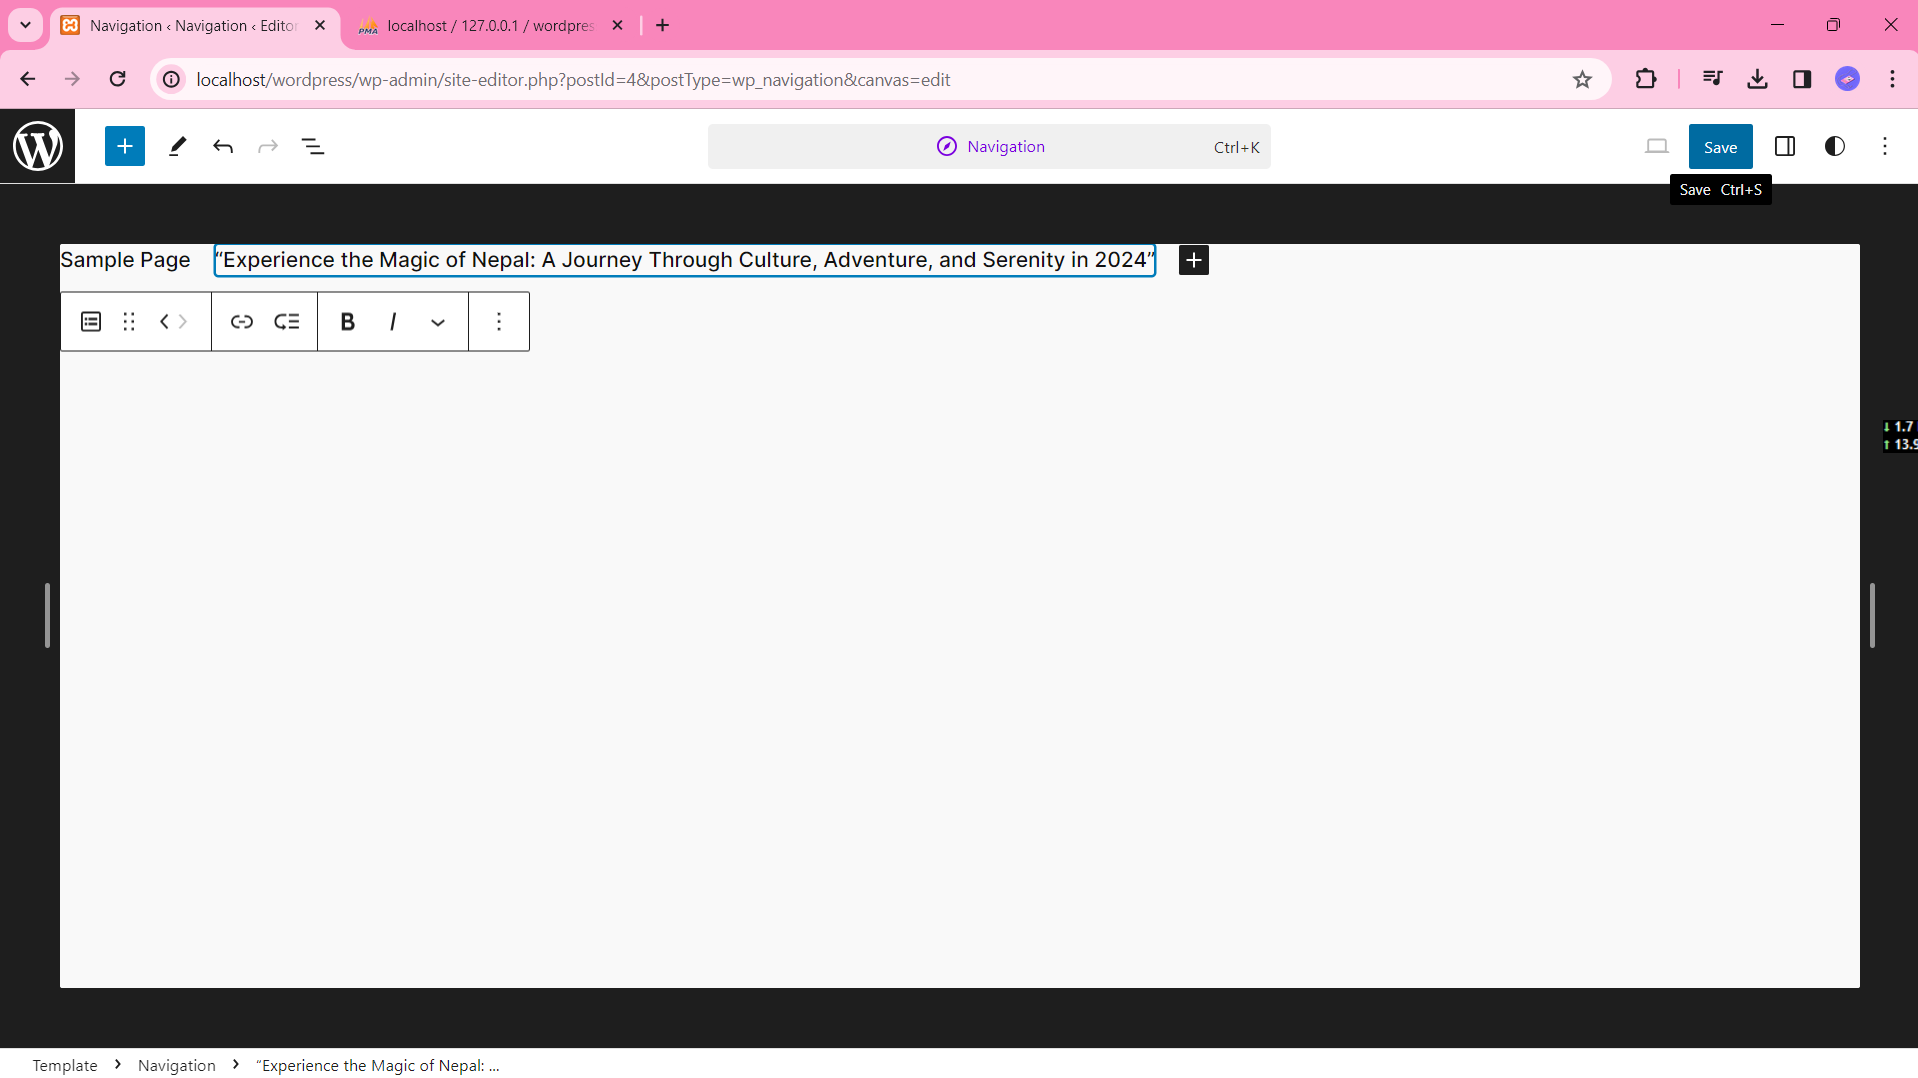 Navigation ‹ Navigation ‹ Editor
localhost / 127.0.0.1 / wordpres
localhost/wordpress/wp-admin/site-editor.php?postId=4&postType=wp_navigation&canvas=edit
Navigation Ctrl+K
Save
Save Ctrl+S
Sample Page “Experience the Magic of Nepal: A Journey Through Culture, Adventure, and Serenity in 2024”
B I
↓ 1.7
↑ 13.9
Template > Navigation > “Experience the Magic of Nepal: ...